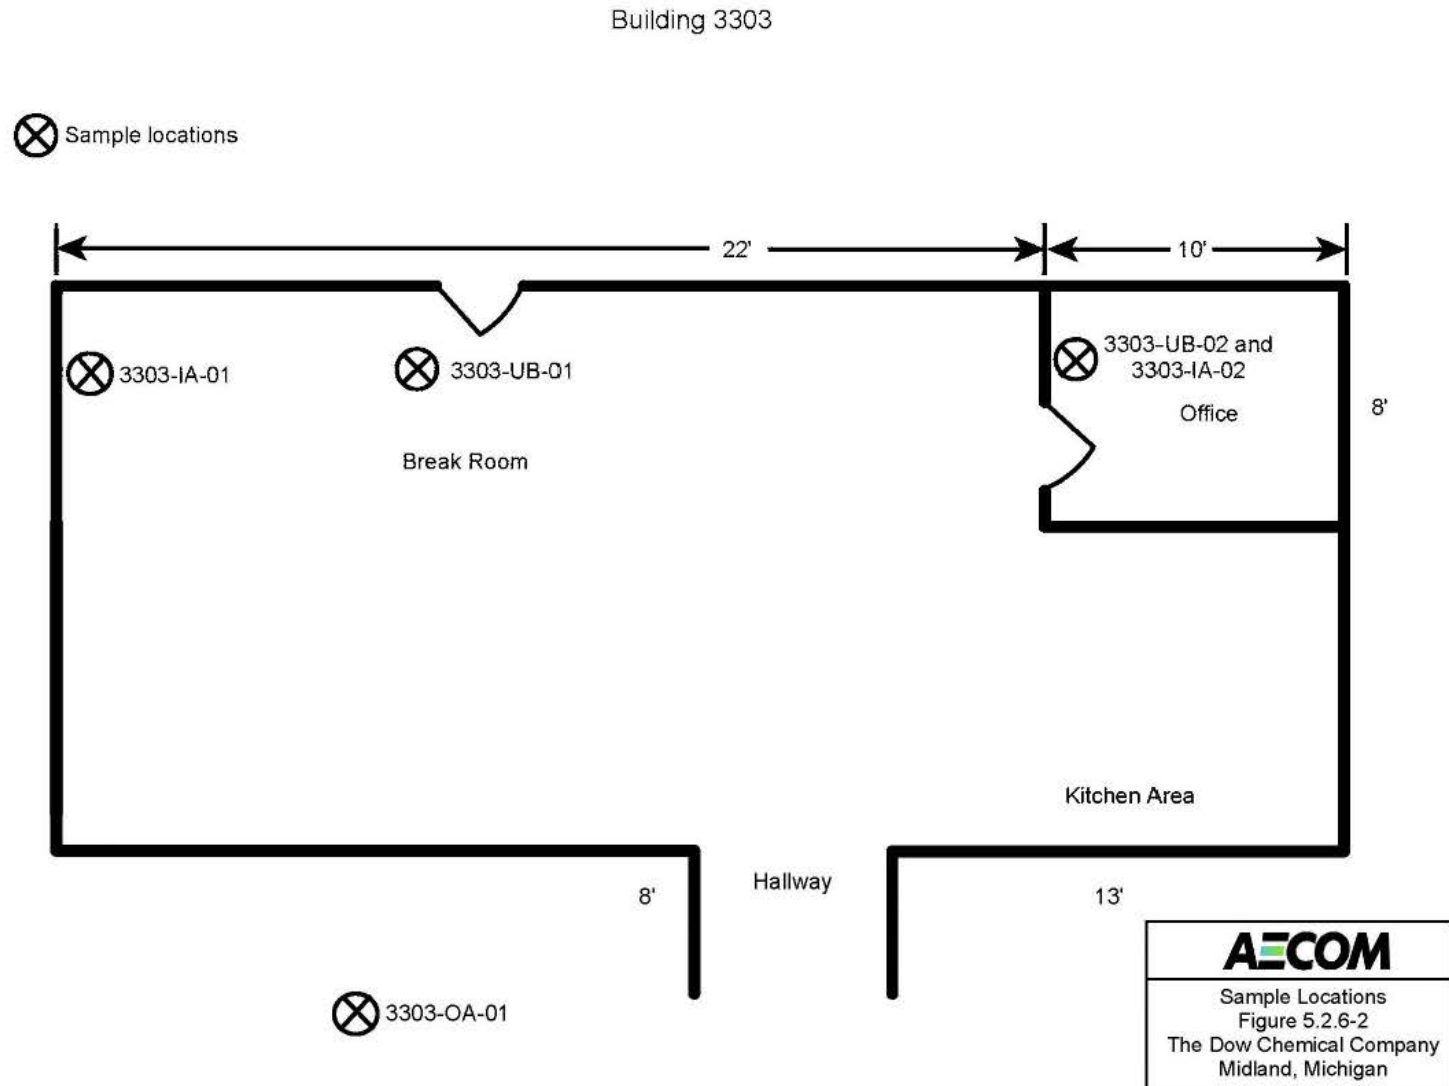 Building 3303
Sample locations
22'
10'
3303-IA-01
3303-UB-01
3303-UB-02 and
3303-IA-02
Office
8'
Break Room
Kitchen Area
Hallway
8'
13'
3303-OA-01
AECOM
Sample Locations
Figure 5.2.6-2
The Dow Chemical Company
Midland, Michigan